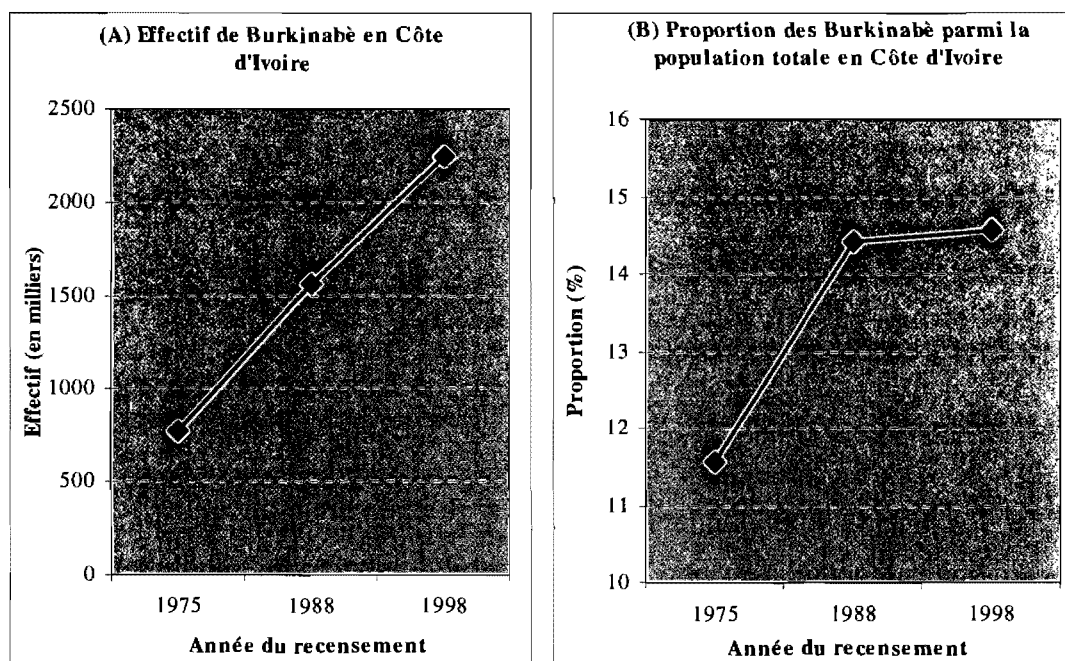 (A) Effectif de Burkinabè en Côte
d'Ivoire
2500
2000
1500
1000
500
0
Effectif (en milliers)
1975 1988 1998
Année du recensement
(B) Proportion des Burkinabè parmi la
population totale en Côte d'Ivoire
16
15
14
13
12
11
10
Proportion (%)
1975 1988 1998
Année du recensement